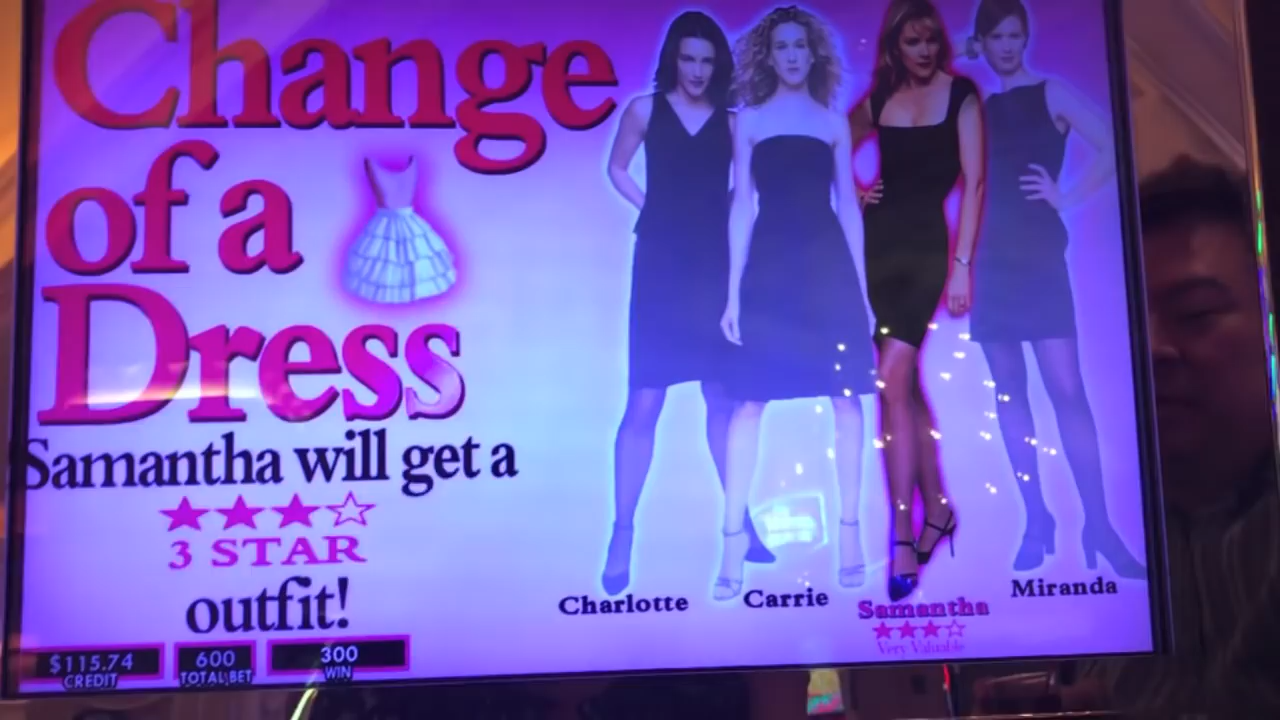 Change
of a
Dress
Samantha will get a
3 STAR
outfit!
Charlotte
Carrie
Samantha
Very Valuable
Miranda
$115.74
CREDIT
600
TOTAL BET
300
WIN